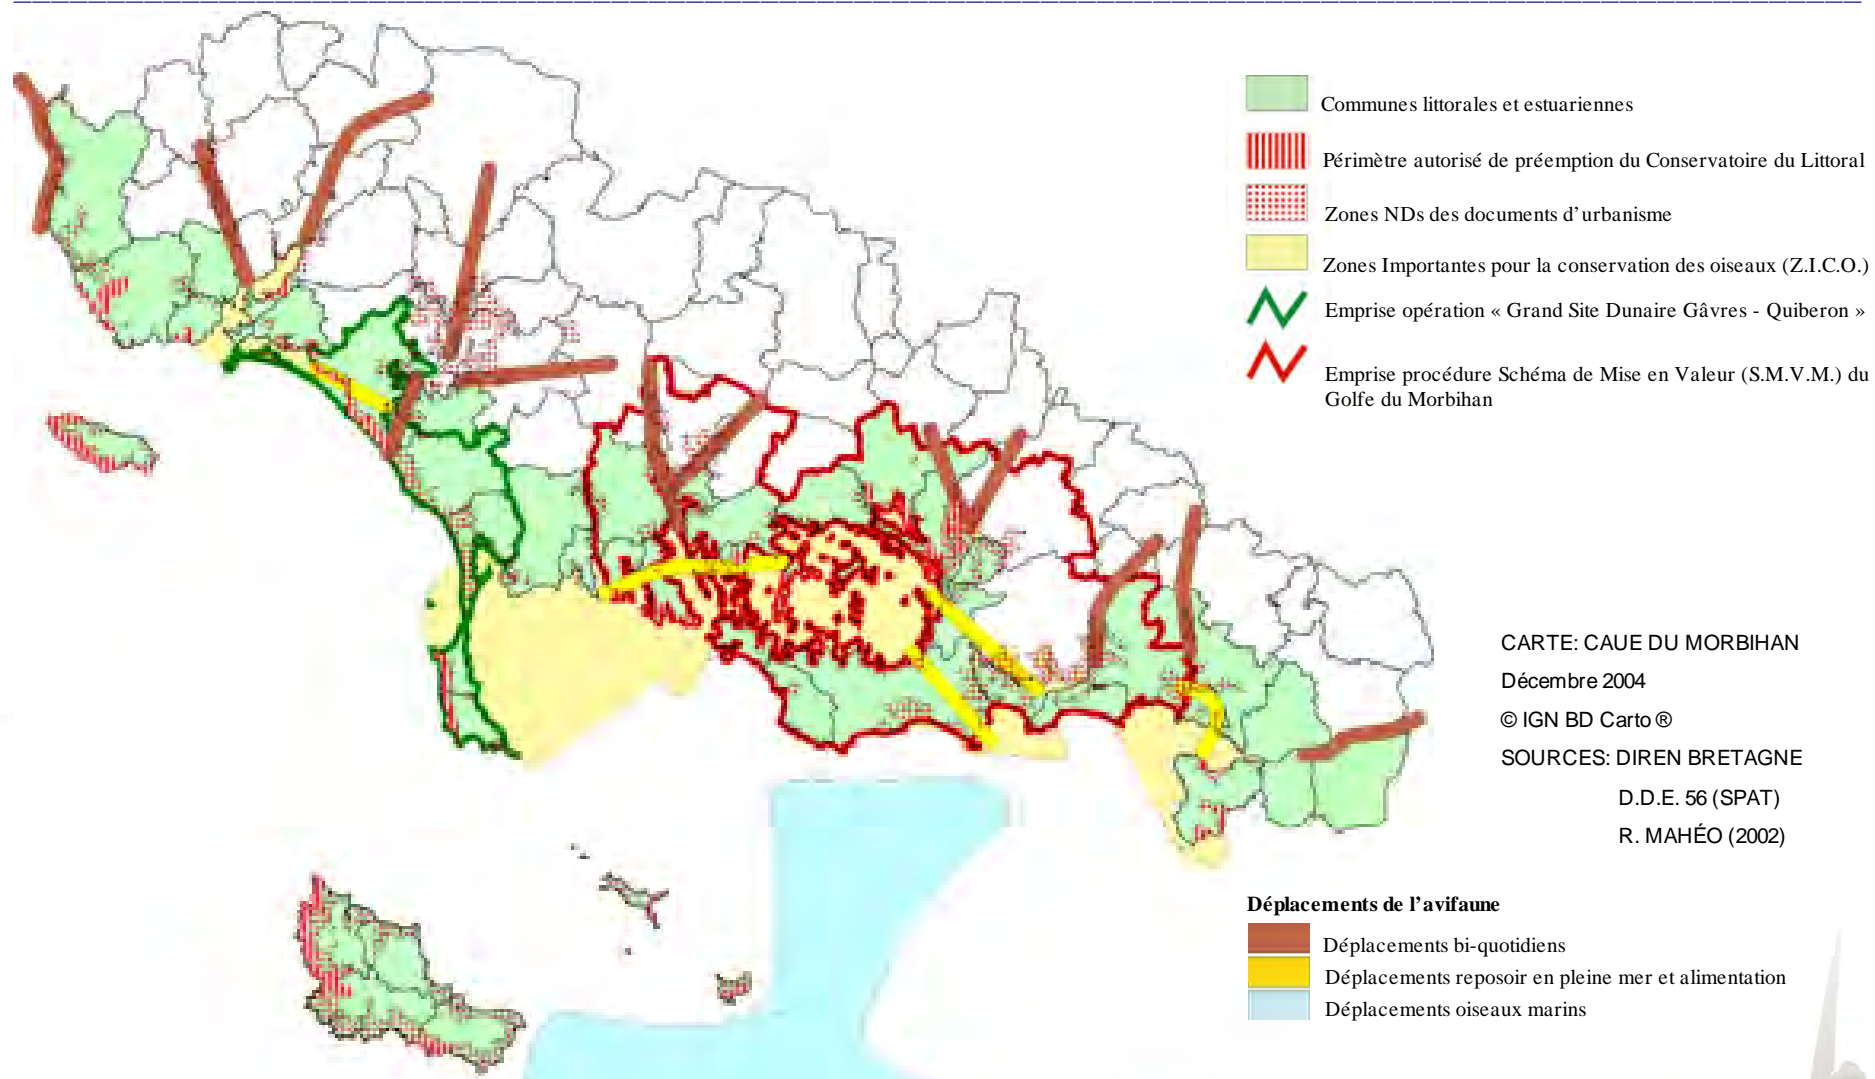 Communes littorales et estuariennes
Périmètre autorisé de préemption du Conservatoire du Littoral
Zones NDs des documents d'urbanisme
Zones Importantes pour la conservation des oiseaux (Z.I.C.O.)
Emprise opération « Grand Site Dunaire Gâvres - Quiberon »
Emprise procédure Schéma de Mise en Valeur (S.M.V.M.) du
Golfe du Morbihan
CARTE: CAUE DU MORBIHAN
Décembre 2004
© IGN BD Carto ®
SOURCES: DIREN BRETAGNE
D.D.E. 56 (SPAT)
R. MAHÉO (2002)
Déplacements de l'avifaune
Déplacements bi-quotidiens
Déplacements reposoir en pleine mer et alimentation
Déplacements oiseaux marins